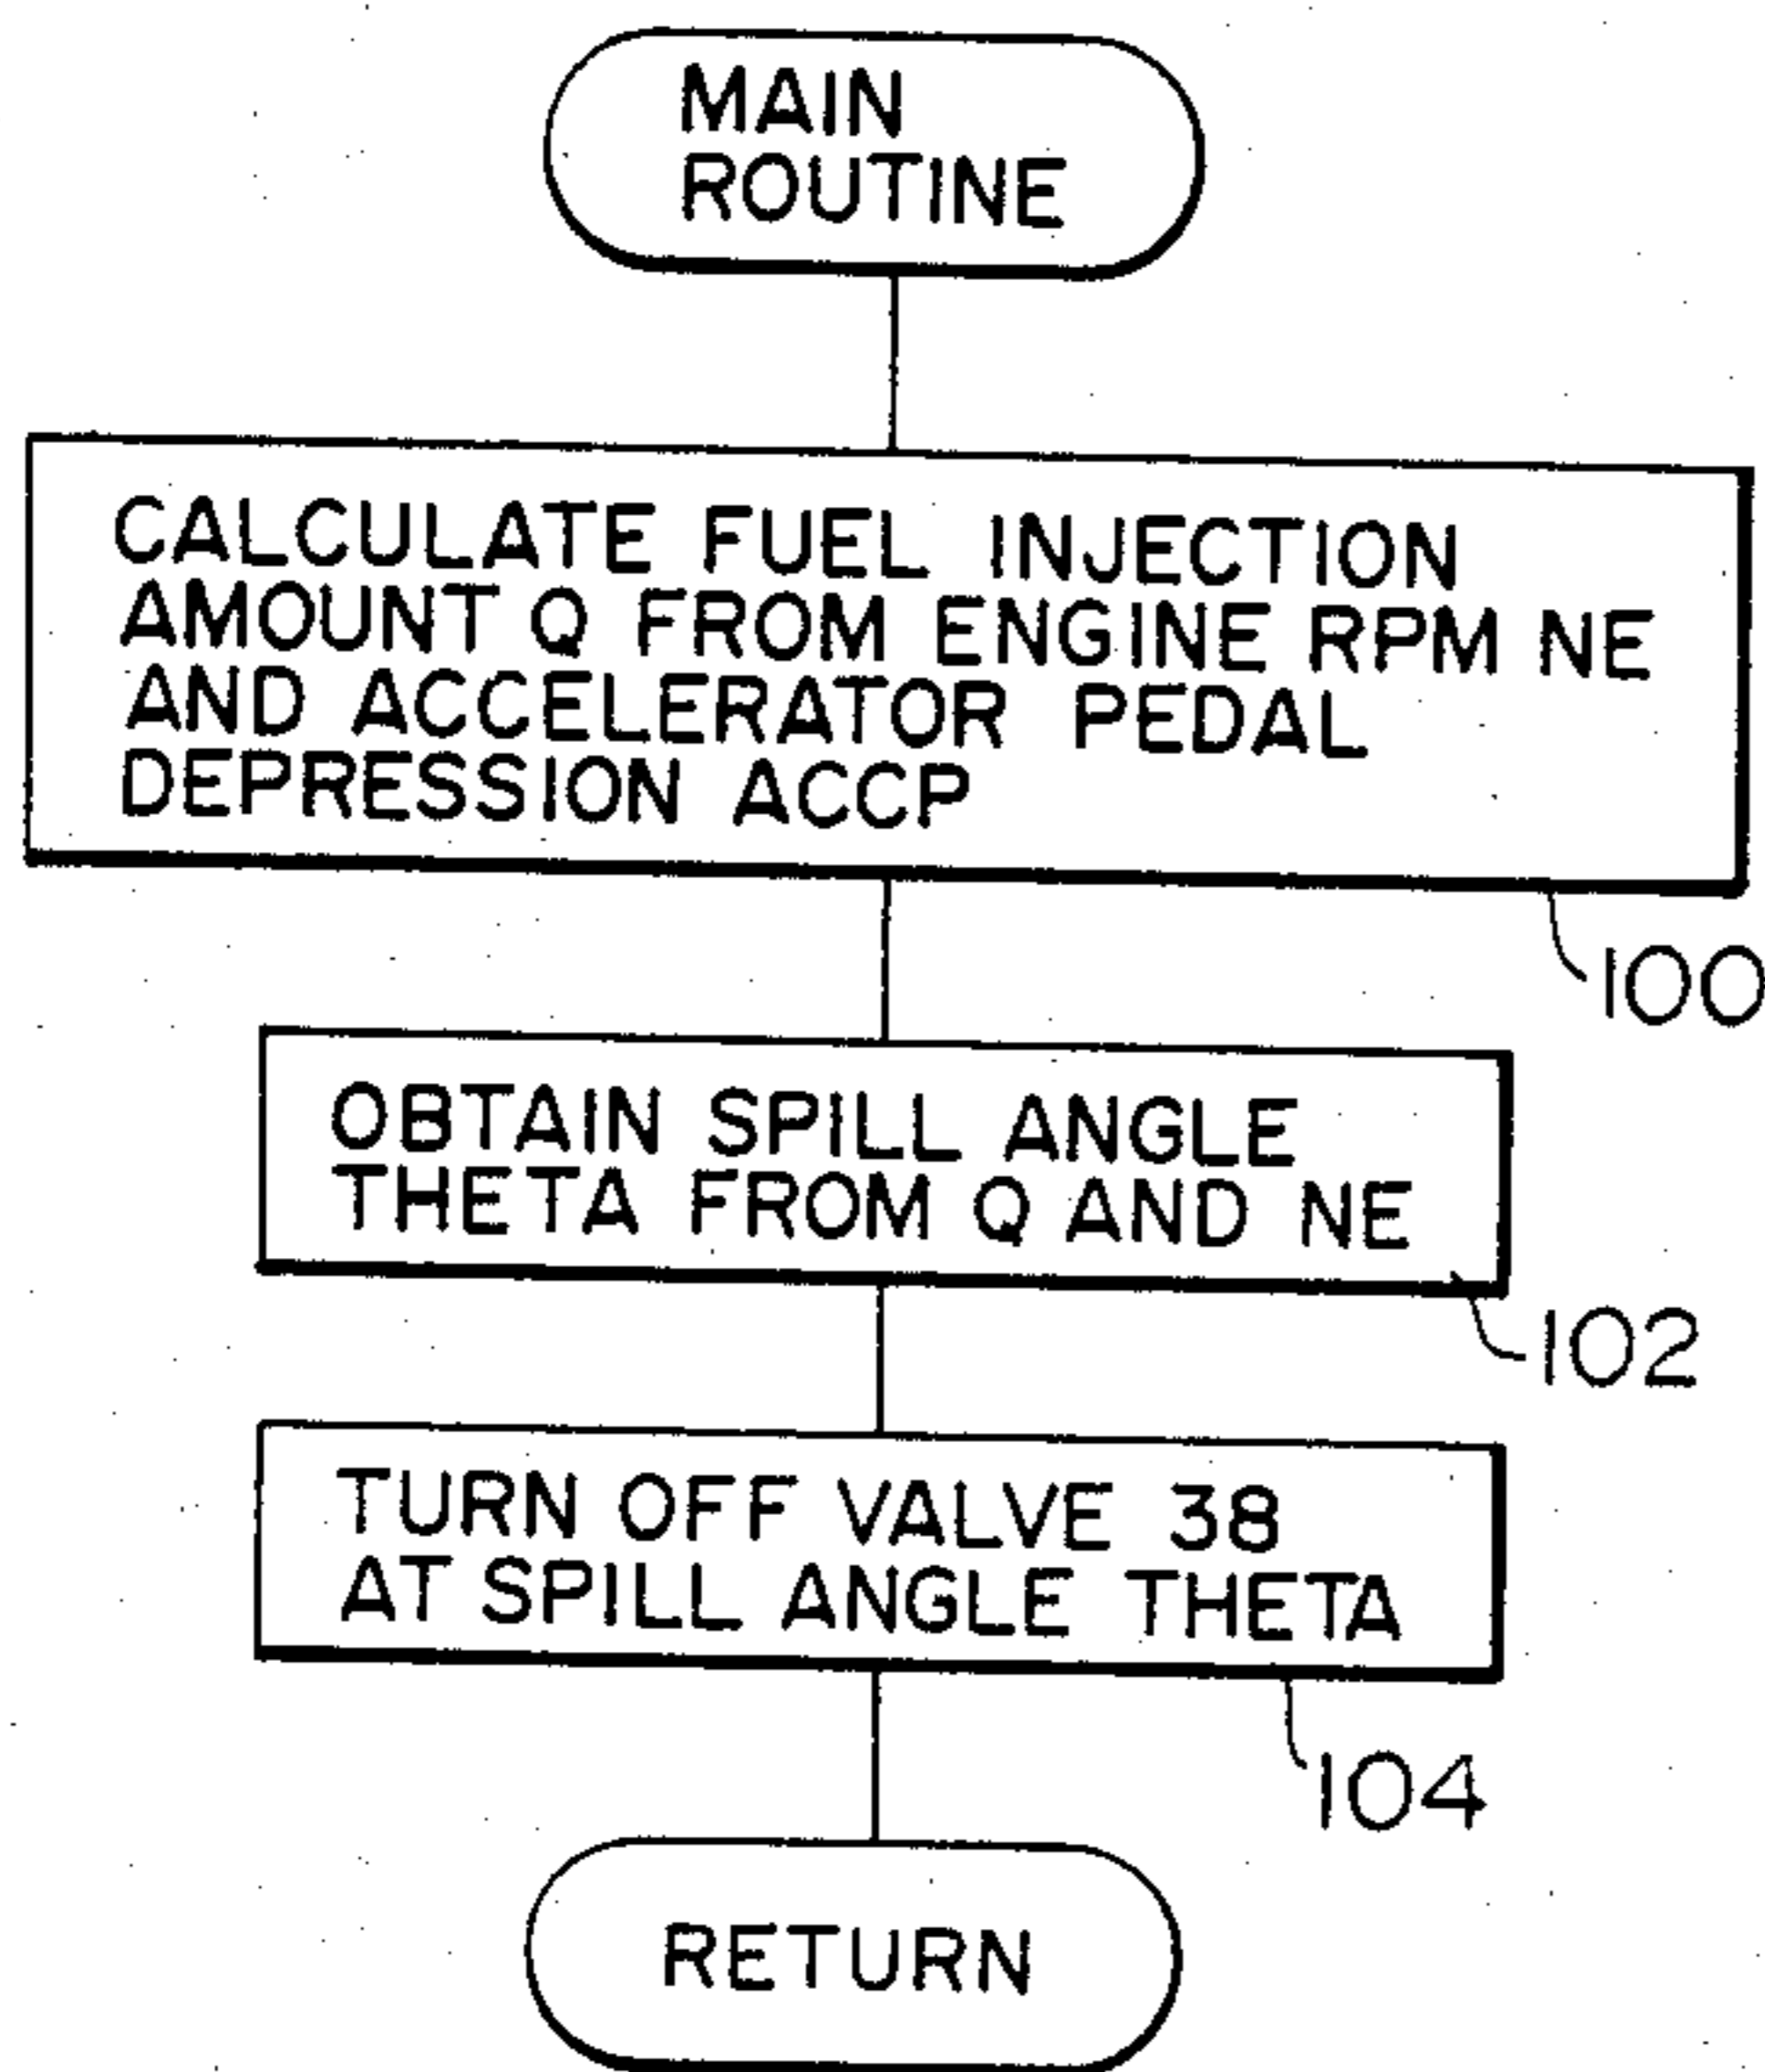 MAIN
ROUTINE
CALCULATE FUEL INJECTION
AMOUNT Q FROM ENGINE RPM NE
AND ACCELERATOR PEDAL
DEPRESSION ACCP
100
OBTAIN SPILL ANGLE
THETA FROM Q AND NE
102
TURN OFF VALVE 38
AT SPILL ANGLE THETA
104
RETURN